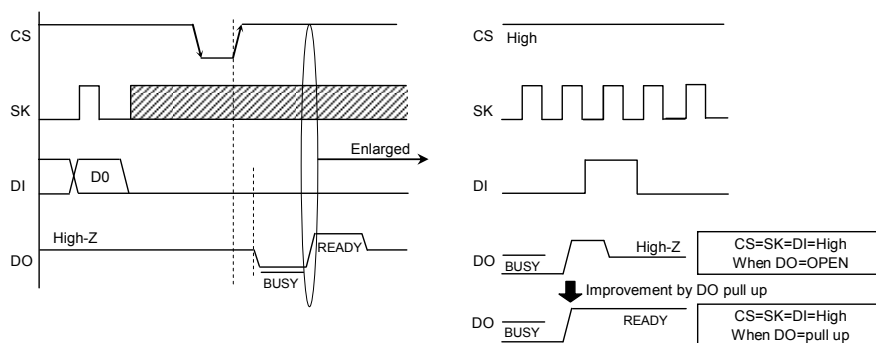 CS
SK
DI
D0
Enlarged
High-Z
DO
BUSY
READY
CS
High
SK
DI
DO
BUSY
High-Z
CS=SK=DI=High
When DO=OPEN
Improvement by DO pull up
DO
BUSY
READY
CS=SK=DI=High
When DO=pull up